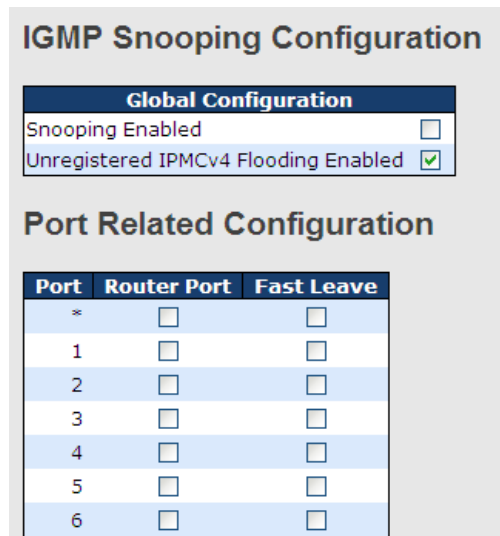 IGMP Snooping Configuration
Global Configuration
Snooping Enabled
Unregistered IPMCv4 Flooding Enabled
Port Related Configuration
Port Router Port Fast Leave
*
1
2
3
4
5
6